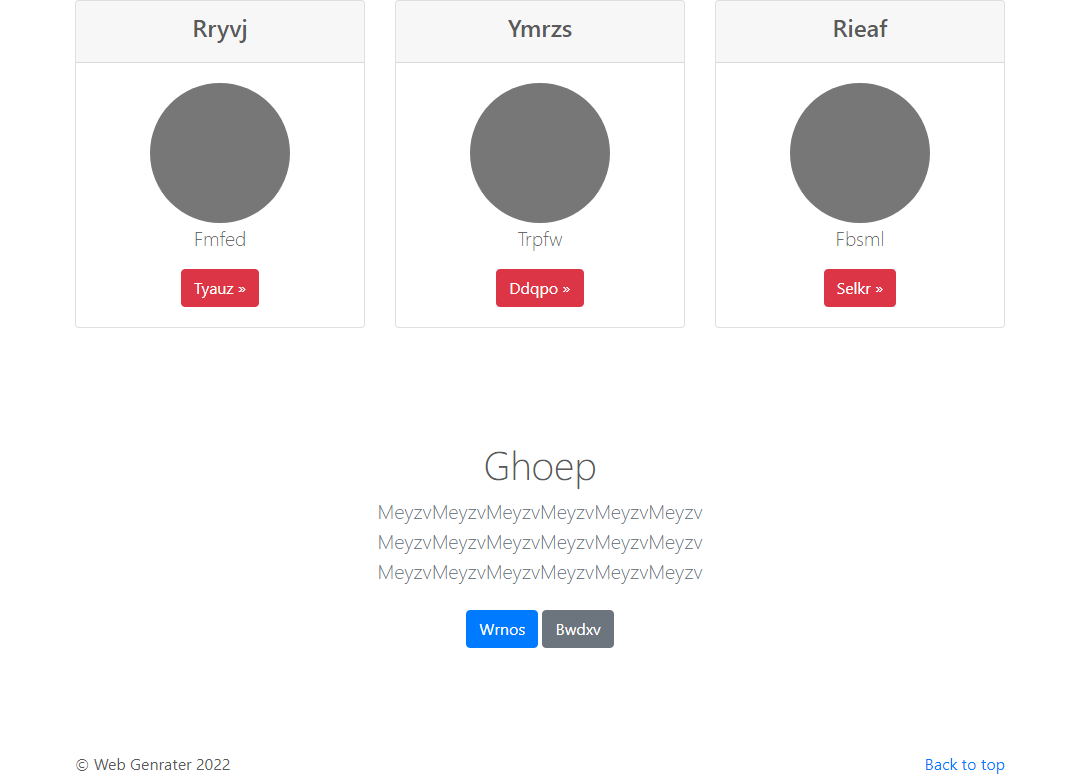 Rryvj
Ymrzs
Rieaf
Fmfed
Trpfw
Fbsml
Tyauz »
Ddqpo »
Selkr »
Ghoep
MeyzvMeyzvMeyzvMeyzvMeyzvMeyzv
MeyzvMeyzvMeyzvMeyzvMeyzvMeyzv
MeyzvMeyzvMeyzvMeyzvMeyzvMeyzv
Wrnos Bwdxv
© Web Genrater 2022
Back to top